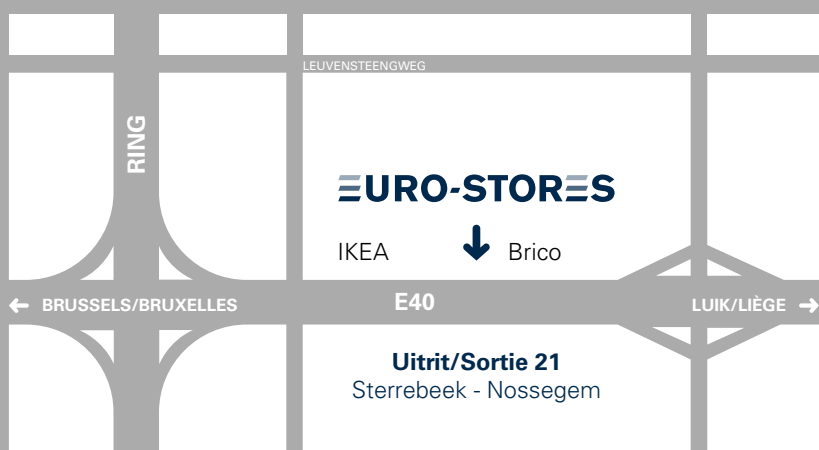 LEUVENSTEENGWEG
RING
EURO-STORES
IKEA
Brico
BRUSSELS/BRUXELLES
E40
LUIK/LIÈGE
Uitrit/Sortie 21
Sterrebeek - Nossegem